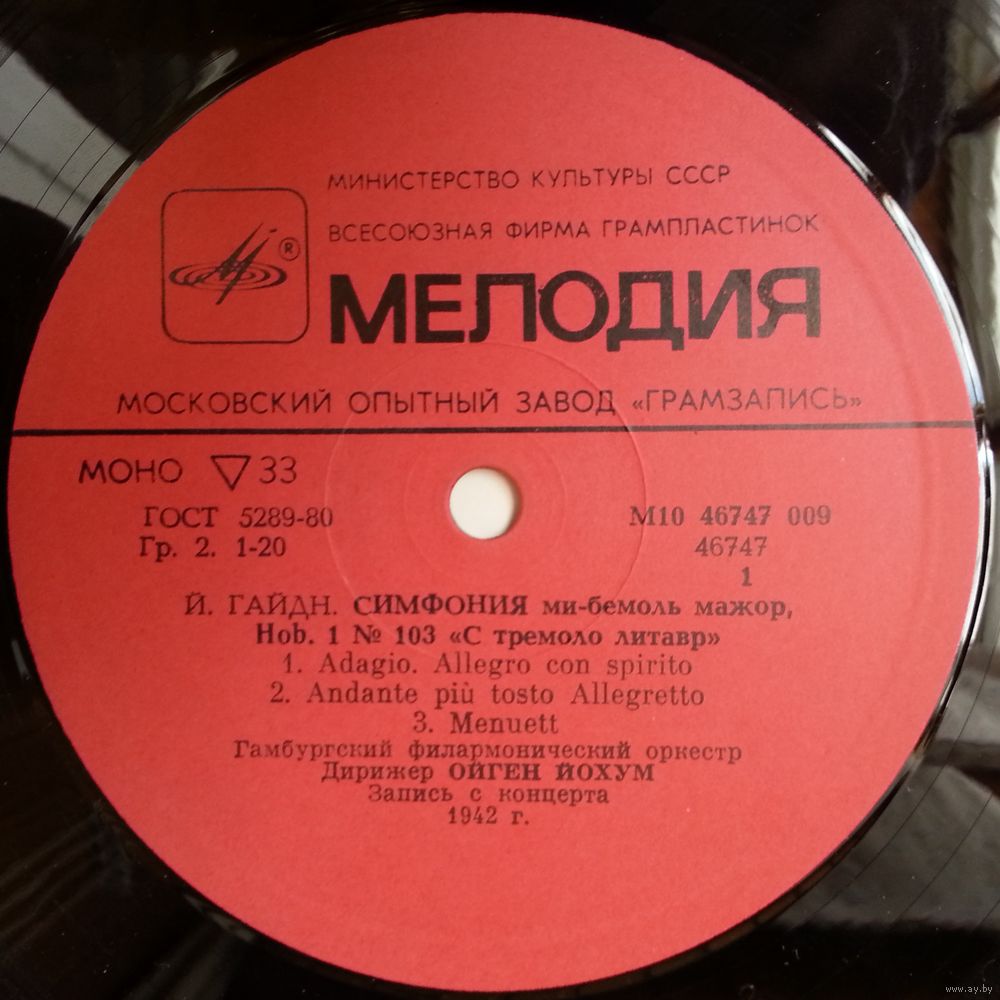 МИНИСТЕРСТВО КУЛЬТУРЫ СССР
ВСЕСОЮЗНАЯ ФИРМА ГРАМПЛАСТИНОК
®
МЕЛОДИЯ
МОСКОВСКИЙ ОПЫТНЫЙ ЗАВОД «ГРАМЗАПИСЬ»
МОНО ▽ 33
ГОСТ 5289-80 М10 46747 009
Гр. 2. 1-20 46747
1
Й. ГАЙДН. СИМФОНИЯ ми-бемоль мажор,
Hob. 1 № 103 «С тремоло литавр»
1. Adagio. Allegro con spirito
2. Andante più tosto Allegretto
3. Menuett
Гамбургский филармонический оркестр
Дирижер ОЙГЕН ЙОХУМ
Запись с концерта
1942 г.
www.ay.by